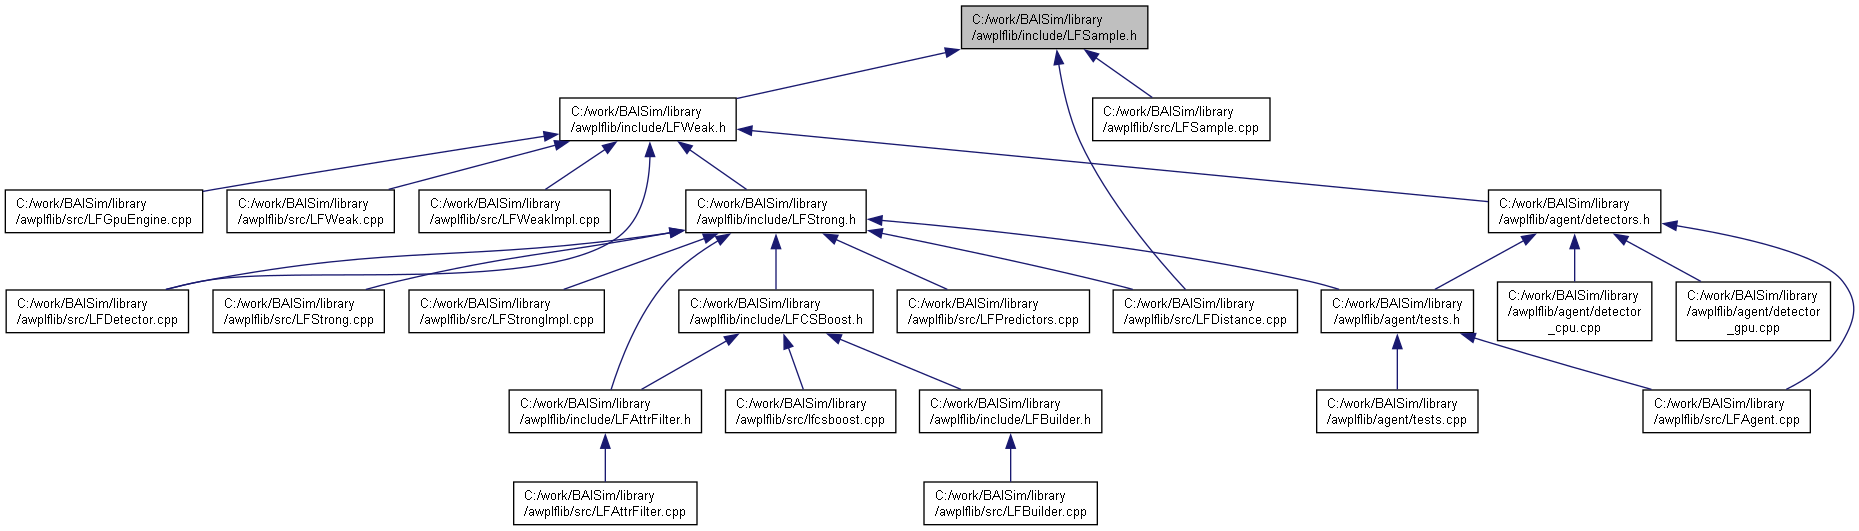 C:/work/BAISim/library
/awplflib/include/LFSample.h
C:/work/BAISim/library
/awplflib/include/LFWeak.h
C:/work/BAISim/library
/awplflib/src/LFSample.cpp
C:/work/BAISim/library
/awplflib/src/LFGpuEngine.cpp
C:/work/BAISim/library
/awplflib/src/LFWeak.cpp
C:/work/BAISim/library
/awplflib/src/LFWeakImpl.cpp
C:/work/BAISim/library
/awplflib/include/LFStrong.h
C:/work/BAISim/library
/awplflib/agent/detectors.h
C:/work/BAISim/library
/awplflib/src/LFDetector.cpp
C:/work/BAISim/library
/awplflib/src/LFStrong.cpp
C:/work/BAISim/library
/awplflib/src/LFStrongImpl.cpp
C:/work/BAISim/library
/awplflib/include/LFCSBoost.h
C:/work/BAISim/library
/awplflib/src/LFPredictors.cpp
C:/work/BAISim/library
/awplflib/src/LFDistance.cpp
C:/work/BAISim/library
/awplflib/agent/tests.h
C:/work/BAISim/library
/awplflib/agent/detector
_cpu.cpp
C:/work/BAISim/library
/awplflib/agent/detector
_gpu.cpp
C:/work/BAISim/library
/awplflib/include/LFAttrFilter.h
C:/work/BAISim/library
/awplflib/src/lfcsboost.cpp
C:/work/BAISim/library
/awplflib/include/LFBuilder.h
C:/work/BAISim/library
/awplflib/agent/tests.cpp
C:/work/BAISim/library
/awplflib/src/LFAgent.cpp
C:/work/BAISim/library
/awplflib/src/LFAttrFilter.cpp
C:/work/BAISim/library
/awplflib/src/LFBuilder.cpp